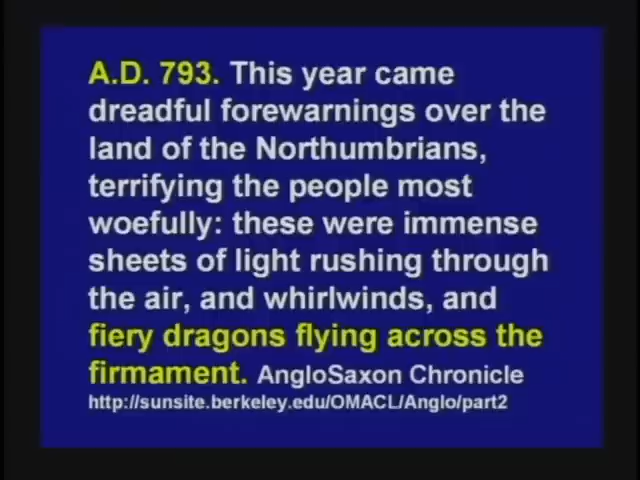 A.D. 793. This year came
dreadful forewarnings over the
land of the Northumbrians,
terrifying the people most
woefully: these were immense
sheets of light rushing through
the air, and whirlwinds, and
fiery dragons flying across the
firmament. AngloSaxon Chronicle
http://sunsite.berkeley.edu/OMACL/Anglo/part2